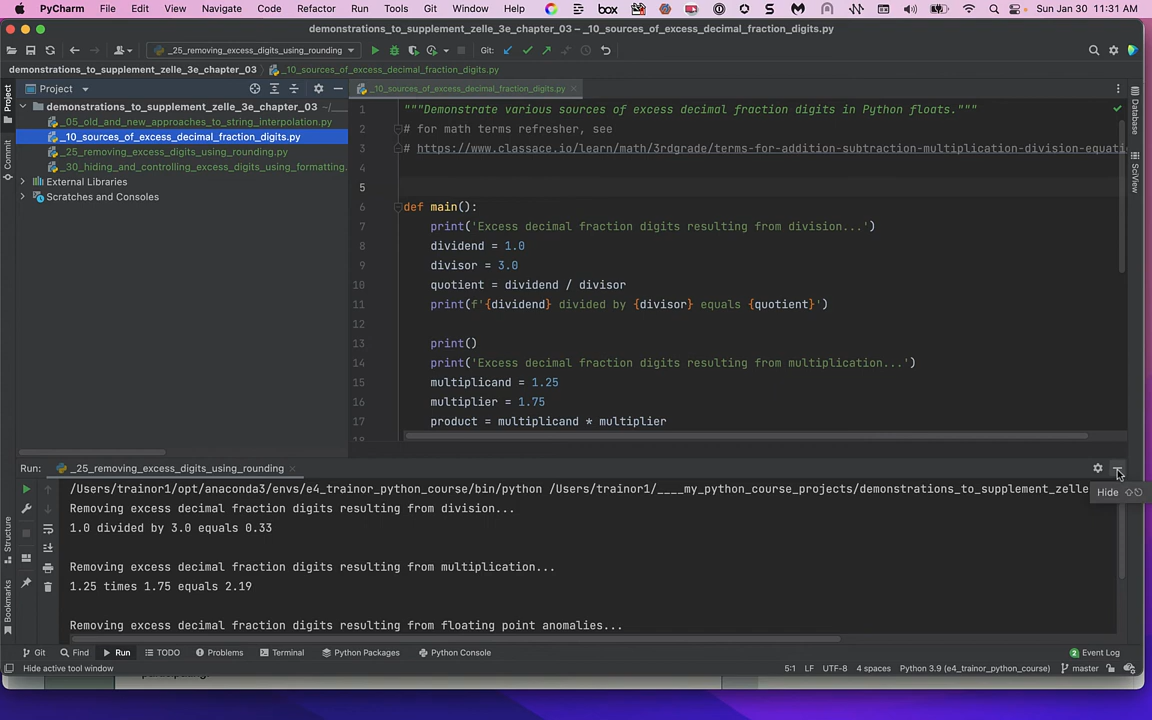 PyCharm File Edit View Navigate Code Refactor Run Tools Git Window Help box S Sun Jan 30 11:31 AM
demonstrations_to_supplement_zelle_3e_chapter_03 – _10_sources_of_excess_decimal_fraction_digits.py
_25_removing_excess_digits_using_rounding Git:
demonstrations_to_supplement_zelle_3e_chapter_03 _10_sources_of_excess_decimal_fraction_digits.py
Project
Project
_10_sources_of_excess_decimal_fraction_digits.py
demonstrations_to_supplement_zelle_3e_chapter_03 ~/
_05_old_and_new_approaches_to_string_interpolation.py
_10_sources_of_excess_decimal_fraction_digits.py
_25_removing_excess_digits_using_rounding.py
_30_hiding_and_controlling_excess_digits_using_formatting.
External Libraries
Scratches and Consoles
Commit
1 """Demonstrate various sources of excess decimal fraction digits in Python floats."""
2 # for math terms refresher, see
3 # https://www.classace.io/learn/math/3rdgrade/terms-for-addition-subtraction-multiplication-division-equati
4
5
6 def main():
7 print('Excess decimal fraction digits resulting from division...')
8 dividend = 1.0
9 divisor = 3.0
10 quotient = dividend / divisor
11 print(f'{dividend} divided by {divisor} equals {quotient}')
12
13 print()
14 print('Excess decimal fraction digits resulting from multiplication...')
15 multiplicand = 1.25
16 multiplier = 1.75
17 product = multiplicand * multiplier
18
Database
SciView
Run: _25_removing_excess_digits_using_rounding
Hide ⇧⎋
/Users/trainor1/opt/anaconda3/envs/e4_trainor_python_course/bin/python /Users/trainor1/____my_python_course_projects/demonstrations_to_supplement_zelle
Removing excess decimal fraction digits resulting from division...
1.0 divided by 3.0 equals 0.33
Removing excess decimal fraction digits resulting from multiplication...
1.25 times 1.75 equals 2.19
Removing excess decimal fraction digits resulting from floating point anomalies...
Structure
Bookmarks
Git Find Run TODO Problems Terminal Python Packages Python Console 2 Event Log
Hide active tool window 5:1 LF UTF-8 4 spaces Python 3.9 (e4_trainor_python_course) master